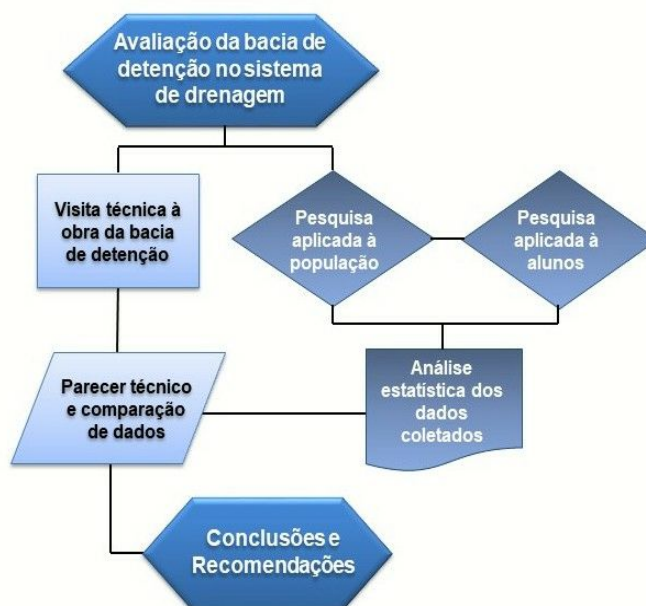 Avaliação da bacia de
detenção no sistema
de drenagem
Visita técnica à
obra da bacia
de detenção
Pesquisa
aplicada à
população
Pesquisa
aplicada à
alunos
Parecer técnico
e comparação
de dados
Análise
estatística dos
dados
coletados
Conclusões e
Recomendações